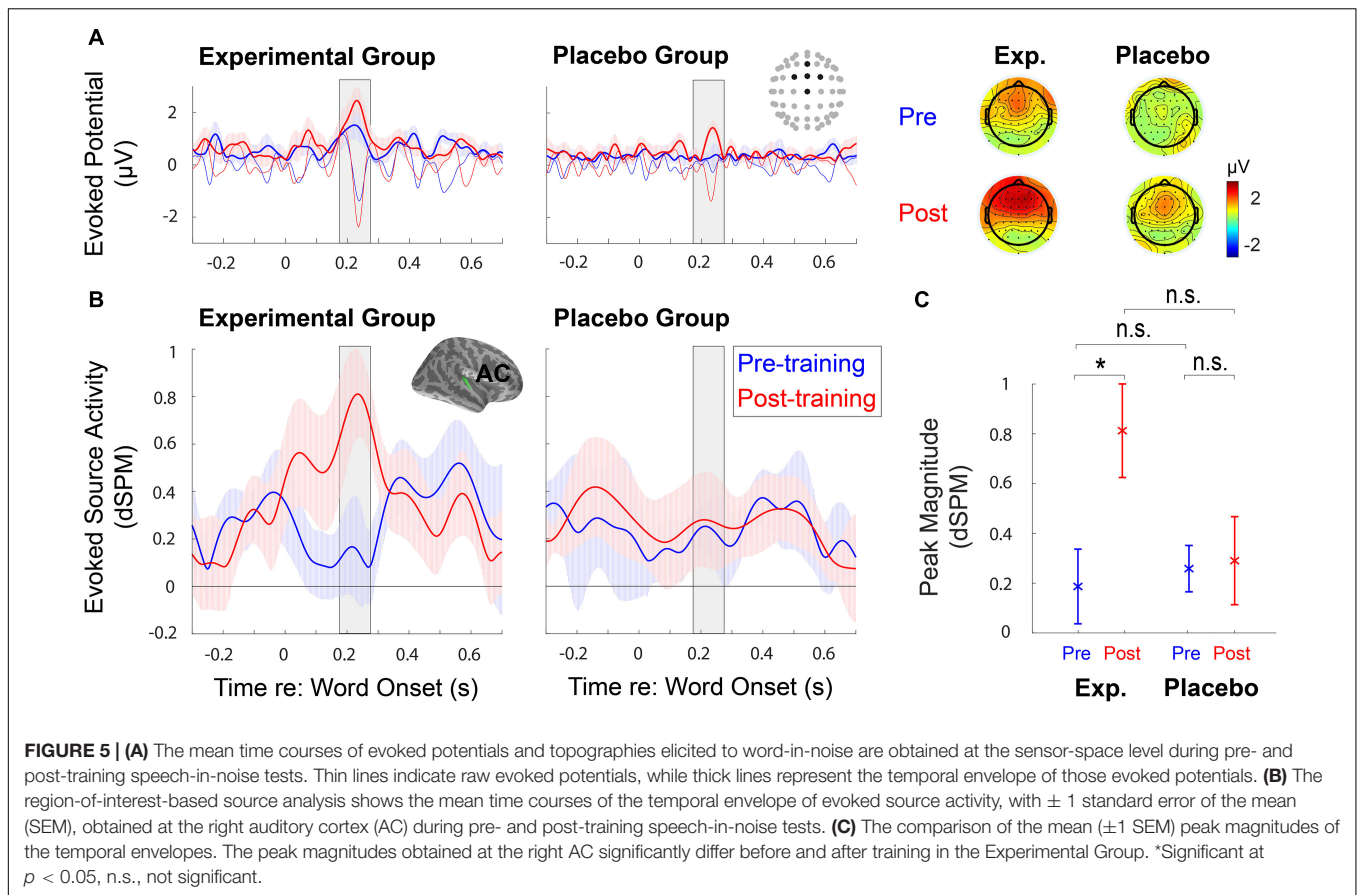 A
Experimental Group
Placebo Group
Exp.
Placebo
Evoked Potential
(µV)
2
0
-2
-0.2 0 0.2 0.4 0.6
-0.2 0 0.2 0.4 0.6
Pre
Post
µV
2
-2
B
Experimental Group
Placebo Group
AC
Pre-training
Post-training
Evoked Source Activity
(dSPM)
1
0.8
0.6
0.4
0.2
0
-0.2
-0.2 0 0.2 0.4 0.6
-0.2 0 0.2 0.4 0.6
Time re: Word Onset (s)
Time re: Word Onset (s)
C
n.s.
n.s.
*
n.s.
Peak Magnitude
(dSPM)
1
0.8
0.6
0.4
0.2
0
Pre Post Pre Post
Exp. Placebo
FIGURE 5 | (A) The mean time courses of evoked potentials and topographies elicited to word-in-noise are obtained at the sensor-space level during pre- and
post-training speech-in-noise tests. Thin lines indicate raw evoked potentials, while thick lines represent the temporal envelope of those evoked potentials. (B) The
region-of-interest-based source analysis shows the mean time courses of the temporal envelope of evoked source activity, with ± 1 standard error of the mean
(SEM), obtained at the right auditory cortex (AC) during pre- and post-training speech-in-noise tests. (C) The comparison of the mean (±1 SEM) peak magnitudes of
the temporal envelopes. The peak magnitudes obtained at the right AC significantly differ before and after training in the Experimental Group. *Significant at
p < 0.05, n.s., not significant.